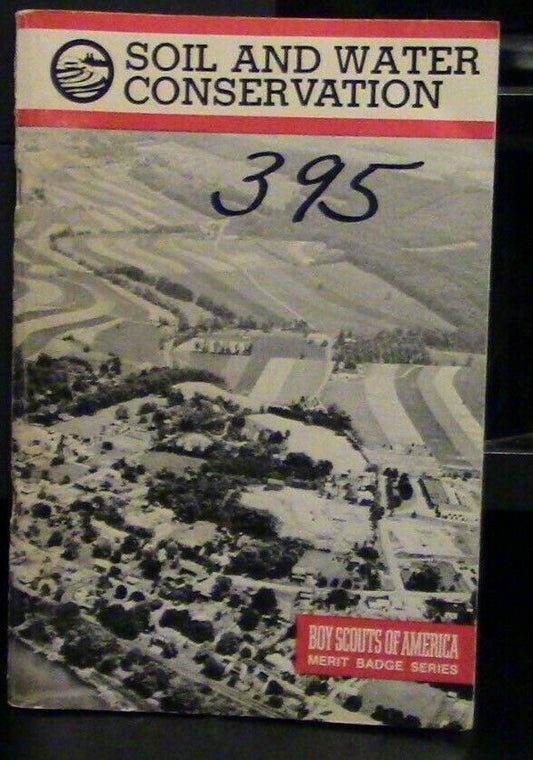 SOIL AND WATER
CONSERVATION
395
BOY SCOUTS OF AMERICA
MERIT BADGE SERIES